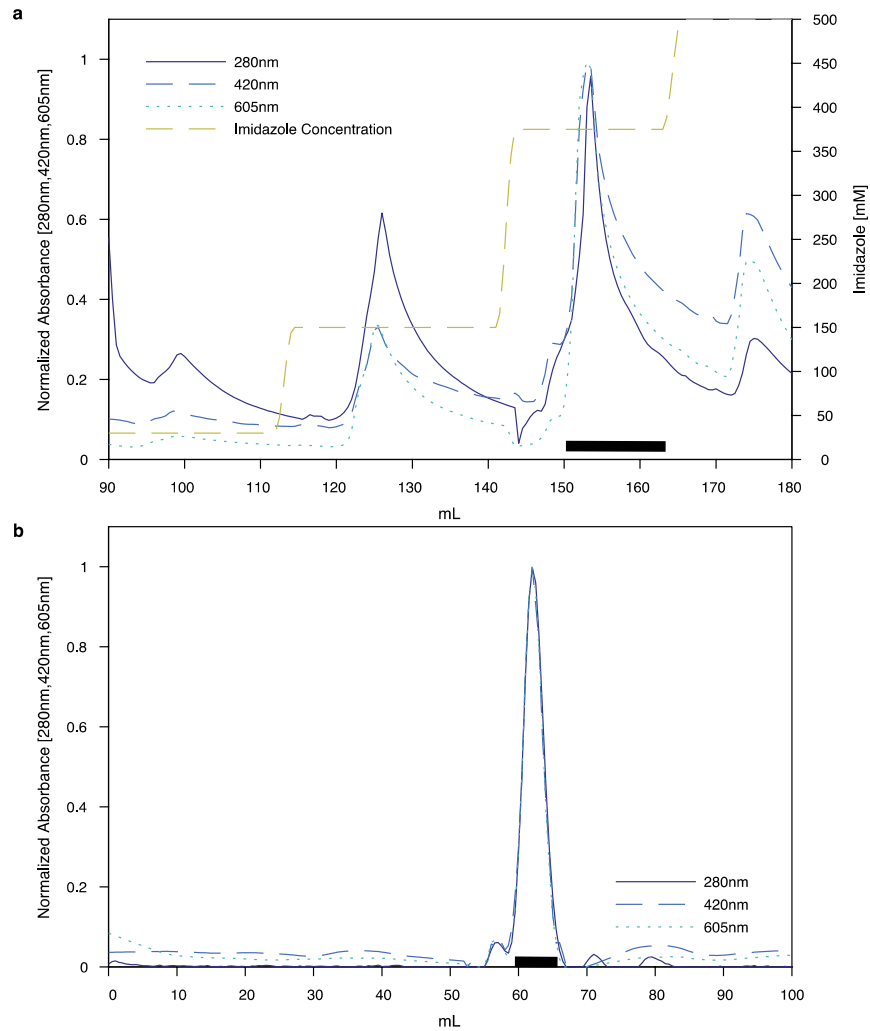 a
Normalized Absorbance [280nm,420nm,605nm]
1
0.8
0.6
0.4
0.2
0
280nm
420nm
605nm
Imidazole Concentration
500
450
400
350
300
250
200
150
100
50
0
Imidazole [mM]
90 100 110 120 130 140 150 160 170 180
mL
b
Normalized Absorbance [280nm,420nm,605nm]
1
0.8
0.6
0.4
0.2
0
280nm
420nm
605nm
0 10 20 30 40 50 60 70 80 90 100
mL